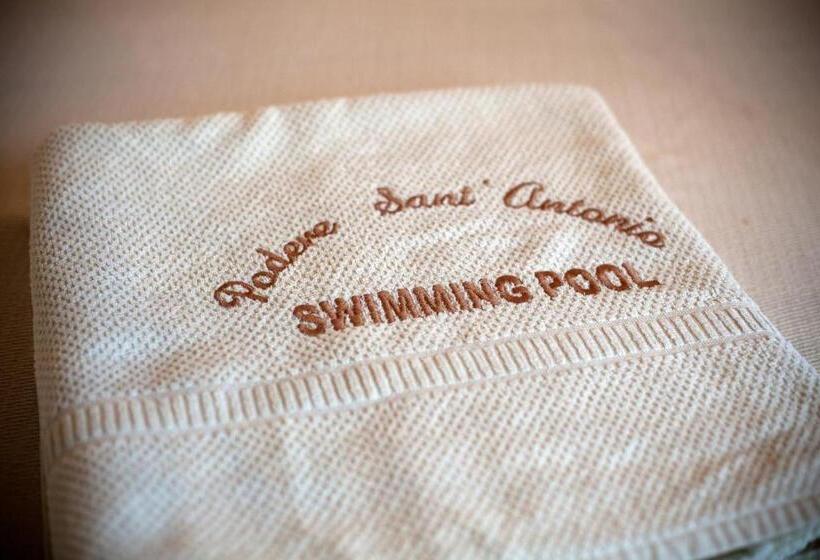 Podere Sant' Antonio
SWIMMING POOL